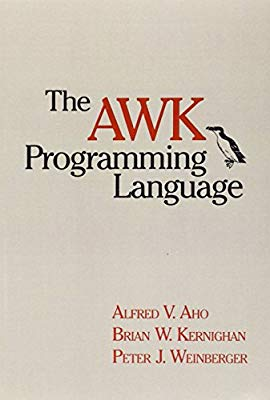 The AWK
Programming
Language
ALFRED V. AHO
BRIAN W. KERNIGHAN
PETER J. WEINBERGER